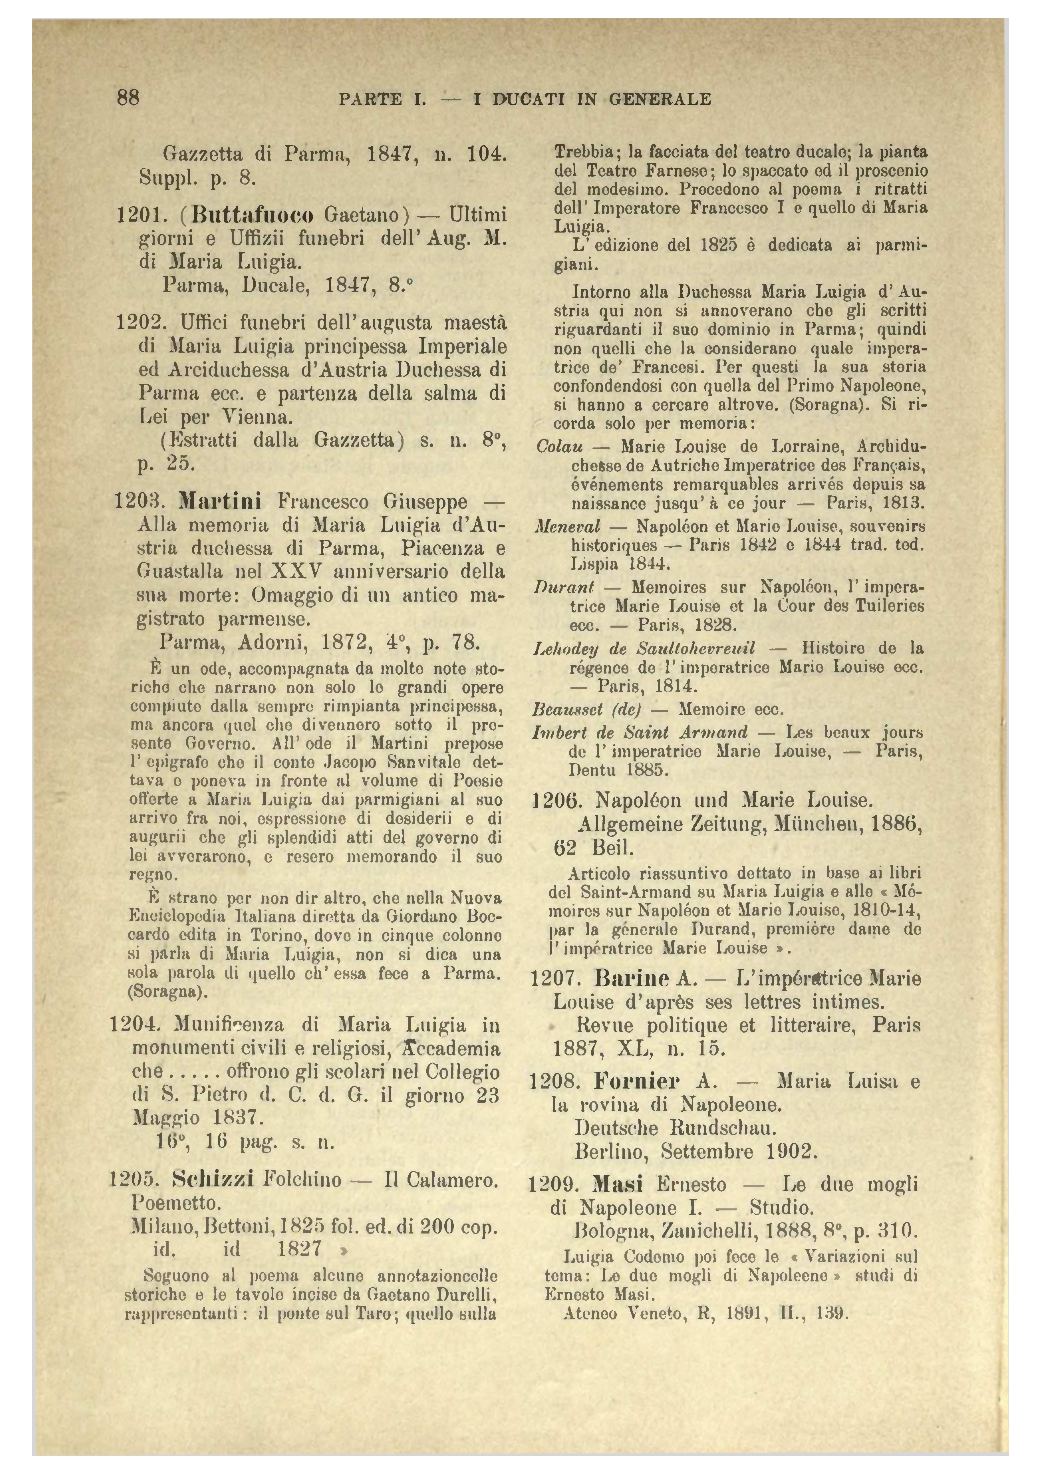 88
PARTE I. — I DUCATI IN GENERALE
Gazzetta di Parma, 1847, n. 104.
Suppl. p. 8.
1201. (Buttafuoco Gaetano) — Ultimi
giorni e Uffizii funebri dell' Aug. M.
di Maria Luigia.
Parma, Ducale, 1847, 8.°
1202. Uffici funebri dell'augusta maestà
di Maria Luigia principessa Imperiale
ed Arciduchessa d'Austria Duchessa di
Parma ecc. e partenza della salma di
Lei per Vienna.
(Estratti dalla Gazzetta) s. n. 8°,
p. 25.
1203. Martini Francesco Giuseppe —
Alla memoria di Maria Luigia d'Au-
stria duchessa di Parma, Piacenza e
Guastalla nel XXV anniversario della
sua morte: Omaggio di un antico ma-
gistrato parmense.
Parma, Adorni, 1872, 4°, p. 78.
È un ode, accompagnata da molte note sto-
riche che narrano non solo le grandi opere
compiute dalla sempre rimpianta principessa,
ma ancora quel che divennero sotto il pre-
sente Governo. All' ode il Martini prepose
l' epigrafe che il conte Jacopo Sanvitale det-
tava e poneva in fronte al volume di Poesie
offerte a Maria Luigia dai parmigiani al suo
arrivo fra noi, espressione di desiderii e di
augurii che gli splendidi atti del governo di
lei avverarono, e resero memorando il suo
regno.
È strano per non dir altro, che nella Nuova
Enciclopedia Italiana diretta da Giordano Boc-
cardo edita in Torino, dove in cinque colonne
si parla di Maria Luigia, non si dica una
sola parola di quello ch' essa fece a Parma.
(Soragna).
1204. Munificenza di Maria Luigia in
monumenti civili e religiosi, Accademia
che . . . . . offrono gli scolari nel Collegio
di S. Pietro d. C. d. G. il giorno 23
Maggio 1837.
16°, 16 pag. s. n.
1205. Schizzi Folchino — Il Calamero.
Poemetto.
Milano, Bettoni, 1825 fol. ed. di 200 cop.
id. id 1827 »
Seguono al poema alcune annotazioncelle
storiche e le tavole incise da Gaetano Durelli,
rappresentanti : il ponte sul Taro; quello sulla
Trebbia; la facciata del teatro ducale; la pianta
del Teatro Farnese; lo spaccato ed il proscenio
del medesimo. Precedono al poema i ritratti
dell' Imperatore Francesco I e quello di Maria
Luigia.
L' edizione del 1825 è dedicata ai parmi-
giani.
Intorno alla Duchessa Maria Luigia d' Au-
stria qui non si annoverano che gli scritti
riguardanti il suo dominio in Parma; quindi
non quelli che la considerano quale impera-
trice de' Francesi. Per questi la sua storia
confondendosi con quella del Primo Napoleone,
si hanno a cercare altrove. (Soragna). Si ri-
corda solo per memoria:
Colau — Marie Louise de Lorraine, Archidu-
chesse de Autriche Imperatrice des Français,
événements remarquables arrivés depuis sa
naissance jusqu' à ce jour — Paris, 1813.
Meneval — Napoléon et Marie Louise, souvenirs
historiques — Paris 1842 e 1844 trad. ted.
Lispia 1844.
Durant — Memoires sur Napoléon, l' impera-
trice Marie Louise et la Cour des Tuileries
ecc. — Paris, 1828.
Lehodey de Saultohevreuil — Histoire de la
régence de l' imperatrice Marie Louise ecc.
— Paris, 1814.
Beausset (de) — Memoire ecc.
Imbert de Saint Armand — Les beaux jours
de l' imperatrice Marie Louise, — Paris,
Dentu 1885.
1206. Napoléon und Marie Louise.
Allgemeine Zeitung, München, 1886,
62 Beil.
Articolo riassuntivo dettato in base ai libri
del Saint-Armand su Maria Luigia e alle « Mé-
moires sur Napoléon et Marie Louise, 1810-14,
par la génerale Durand, première dame de
l' impératrice Marie Louise ».
1207. Barine A. — L'impératrice Marie
Louise d'après ses lettres intimes.
Revue politique et litteraire, Paris
1887, XL, n. 15.
1208. Fornier A. — Maria Luisa e
la rovina di Napoleone.
Deutsche Rundschau.
Berlino, Settembre 1902.
1209. Masi Ernesto — Le due mogli
di Napoleone I. — Studio.
Bologna, Zanichelli, 1888, 8°, p. 310.
Luigia Codemo poi fece le « Variazioni sul
tema: Le due mogli di Napoleone » studi di
Ernesto Masi.
Ateneo Veneto, R, 1891, II., 139.